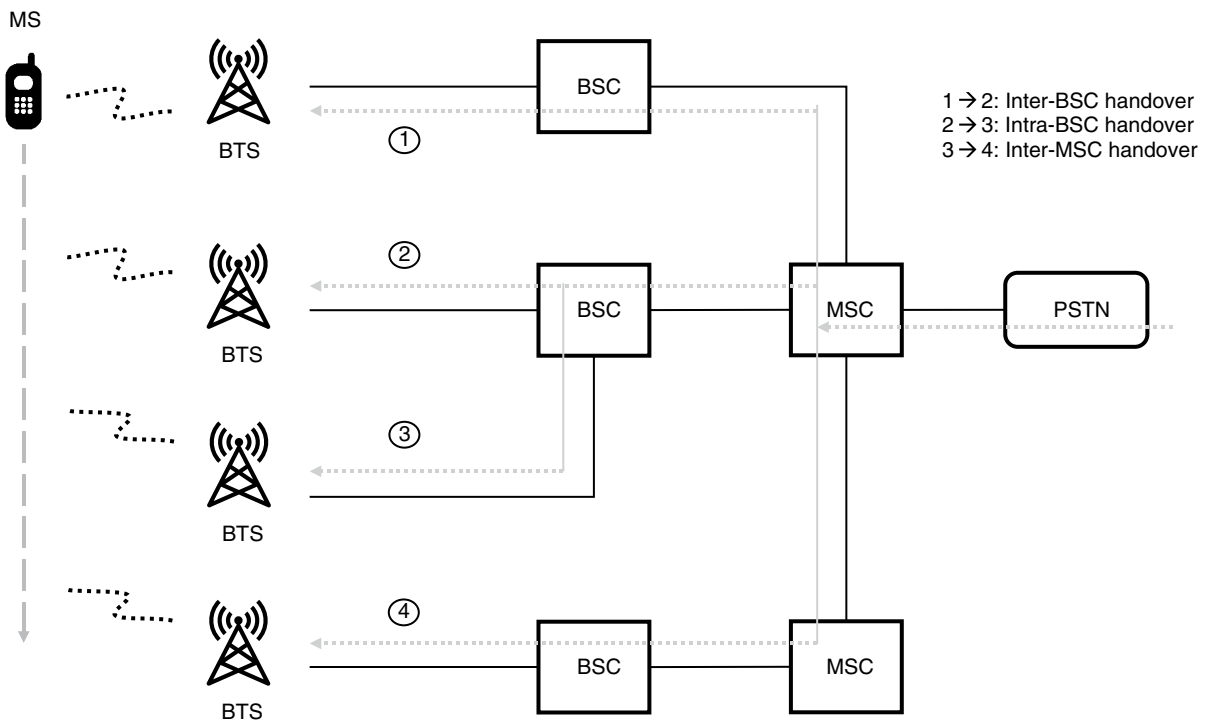 MS
BTS
BSC
①
1 → 2: Inter-BSC handover
2 → 3: Intra-BSC handover
3 → 4: Inter-MSC handover
②
BTS
BSC
MSC
PSTN
③
BTS
④
BTS
BSC
MSC